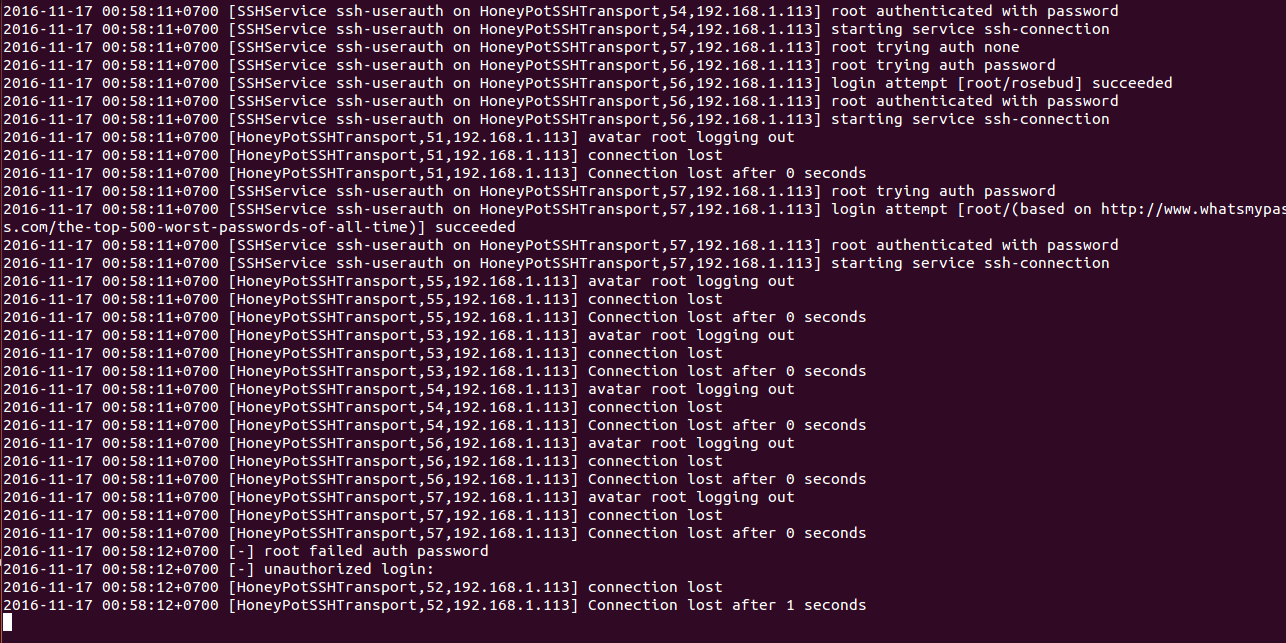 2016-11-17 00:58:11+0700 [SSHService ssh-userauth on HoneyPotSSHTransport,54,192.168.1.113] root authenticated with password
2016-11-17 00:58:11+0700 [SSHService ssh-userauth on HoneyPotSSHTransport,54,192.168.1.113] starting service ssh-connection
2016-11-17 00:58:11+0700 [SSHService ssh-userauth on HoneyPotSSHTransport,57,192.168.1.113] root trying auth none
2016-11-17 00:58:11+0700 [SSHService ssh-userauth on HoneyPotSSHTransport,56,192.168.1.113] root trying auth password
2016-11-17 00:58:11+0700 [SSHService ssh-userauth on HoneyPotSSHTransport,56,192.168.1.113] login attempt [root/rosebud] succeeded
2016-11-17 00:58:11+0700 [SSHService ssh-userauth on HoneyPotSSHTransport,56,192.168.1.113] root authenticated with password
2016-11-17 00:58:11+0700 [SSHService ssh-userauth on HoneyPotSSHTransport,56,192.168.1.113] starting service ssh-connection
2016-11-17 00:58:11+0700 [HoneyPotSSHTransport,51,192.168.1.113] avatar root logging out
2016-11-17 00:58:11+0700 [HoneyPotSSHTransport,51,192.168.1.113] connection lost
2016-11-17 00:58:11+0700 [HoneyPotSSHTransport,51,192.168.1.113] Connection lost after 0 seconds
2016-11-17 00:58:11+0700 [SSHService ssh-userauth on HoneyPotSSHTransport,57,192.168.1.113] root trying auth password
2016-11-17 00:58:11+0700 [SSHService ssh-userauth on HoneyPotSSHTransport,57,192.168.1.113] login attempt [root/(based on http://www.whatsmypas
s.com/the-top-500-worst-passwords-of-all-time)] succeeded
2016-11-17 00:58:11+0700 [SSHService ssh-userauth on HoneyPotSSHTransport,57,192.168.1.113] root authenticated with password
2016-11-17 00:58:11+0700 [SSHService ssh-userauth on HoneyPotSSHTransport,57,192.168.1.113] starting service ssh-connection
2016-11-17 00:58:11+0700 [HoneyPotSSHTransport,55,192.168.1.113] avatar root logging out
2016-11-17 00:58:11+0700 [HoneyPotSSHTransport,55,192.168.1.113] connection lost
2016-11-17 00:58:11+0700 [HoneyPotSSHTransport,55,192.168.1.113] Connection lost after 0 seconds
2016-11-17 00:58:11+0700 [HoneyPotSSHTransport,53,192.168.1.113] avatar root logging out
2016-11-17 00:58:11+0700 [HoneyPotSSHTransport,53,192.168.1.113] connection lost
2016-11-17 00:58:11+0700 [HoneyPotSSHTransport,53,192.168.1.113] Connection lost after 0 seconds
2016-11-17 00:58:11+0700 [HoneyPotSSHTransport,54,192.168.1.113] avatar root logging out
2016-11-17 00:58:11+0700 [HoneyPotSSHTransport,54,192.168.1.113] connection lost
2016-11-17 00:58:11+0700 [HoneyPotSSHTransport,54,192.168.1.113] Connection lost after 0 seconds
2016-11-17 00:58:11+0700 [HoneyPotSSHTransport,56,192.168.1.113] avatar root logging out
2016-11-17 00:58:11+0700 [HoneyPotSSHTransport,56,192.168.1.113] connection lost
2016-11-17 00:58:11+0700 [HoneyPotSSHTransport,56,192.168.1.113] Connection lost after 0 seconds
2016-11-17 00:58:11+0700 [HoneyPotSSHTransport,57,192.168.1.113] avatar root logging out
2016-11-17 00:58:11+0700 [HoneyPotSSHTransport,57,192.168.1.113] connection lost
2016-11-17 00:58:11+0700 [HoneyPotSSHTransport,57,192.168.1.113] Connection lost after 0 seconds
2016-11-17 00:58:12+0700 [-] root failed auth password
2016-11-17 00:58:12+0700 [-] unauthorized login:
2016-11-17 00:58:12+0700 [HoneyPotSSHTransport,52,192.168.1.113] connection lost
2016-11-17 00:58:12+0700 [HoneyPotSSHTransport,52,192.168.1.113] Connection lost after 1 seconds